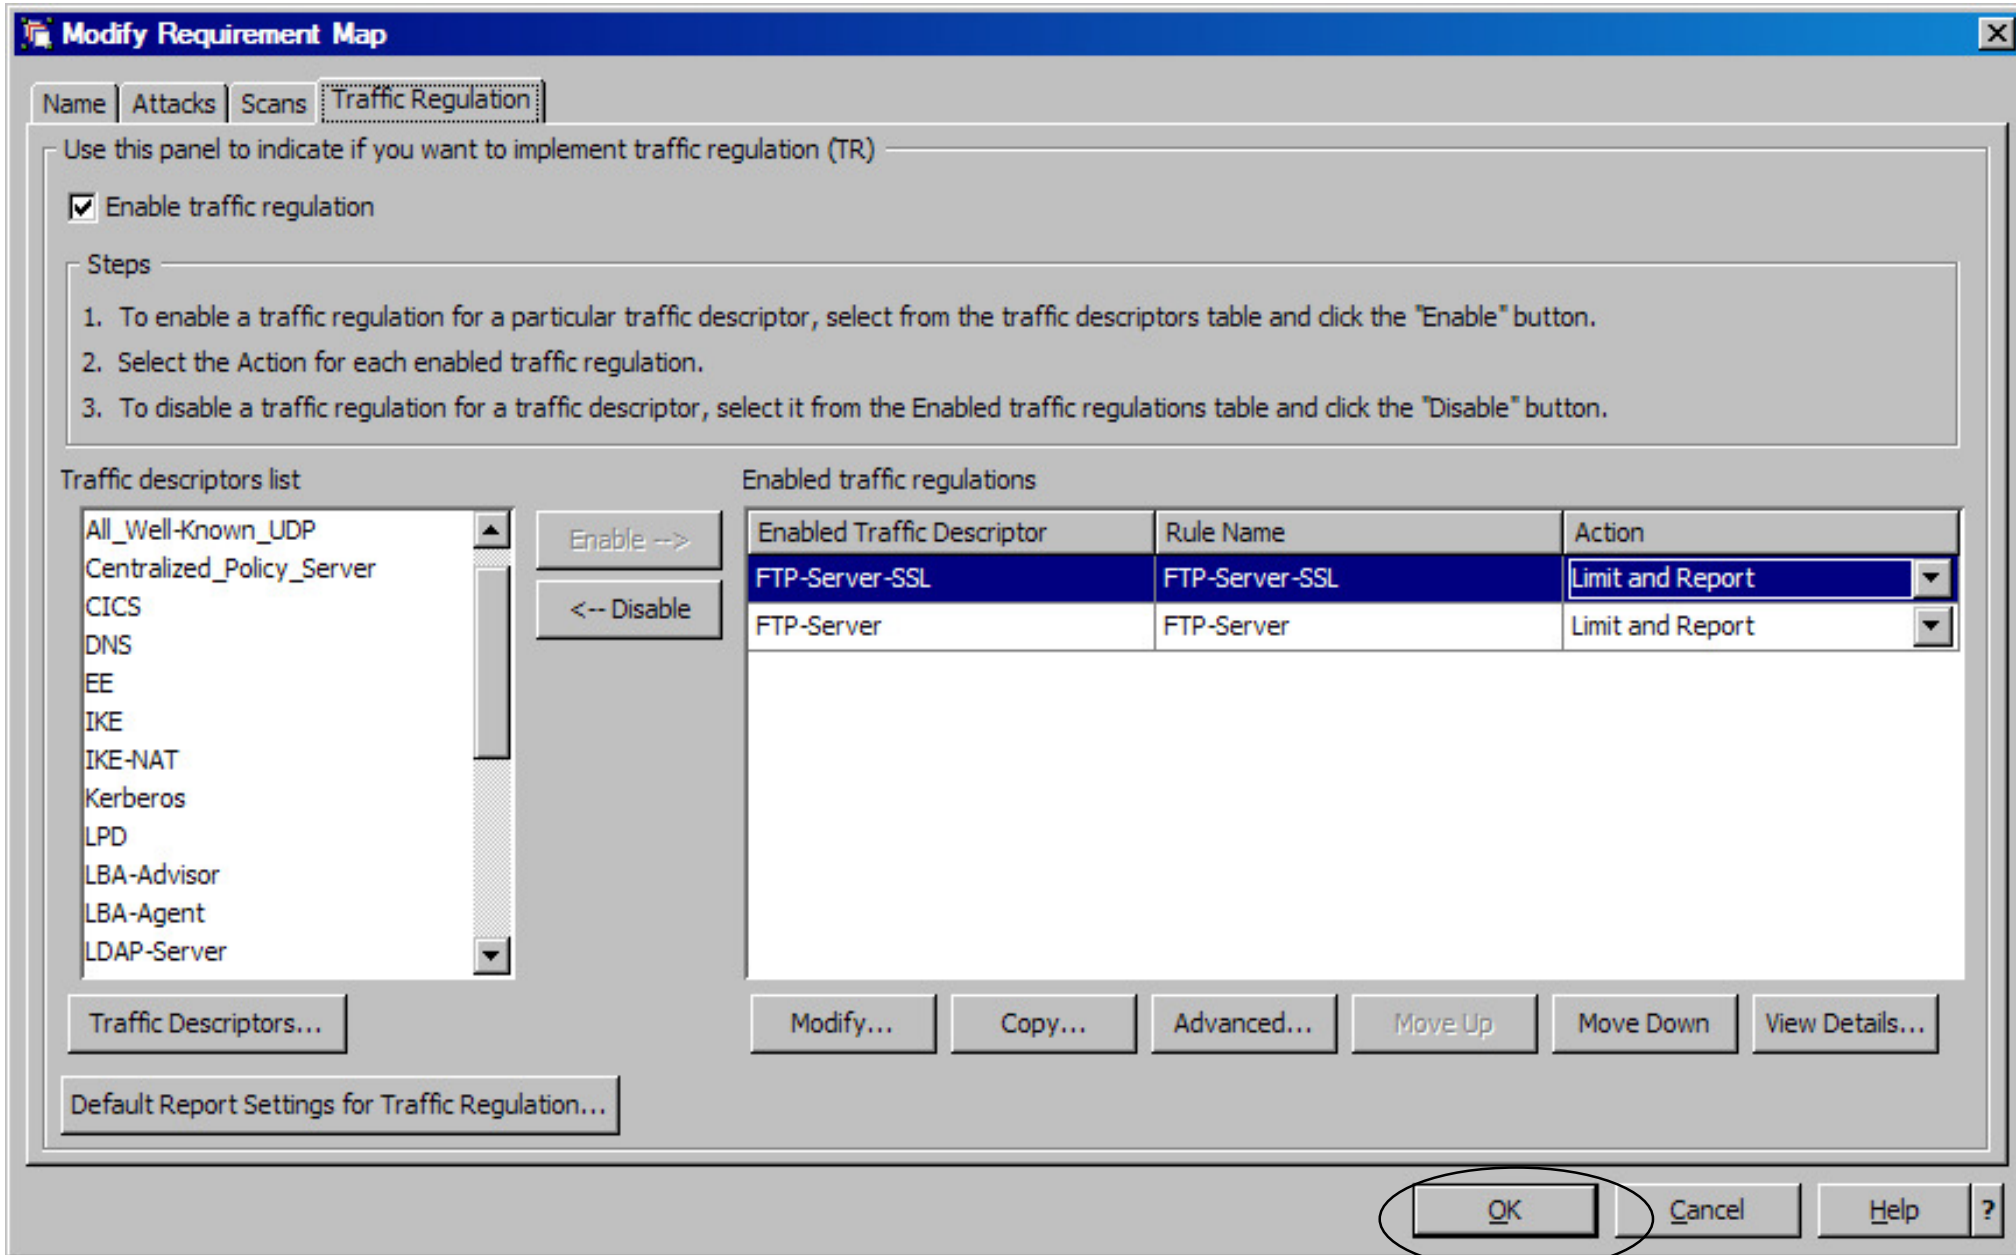 Modify Requirement Map
Name Attacks Scans Traffic Regulation
Use this panel to indicate if you want to implement traffic regulation (TR)
Enable traffic regulation
Steps
1. To enable a traffic regulation for a particular traffic descriptor, select from the traffic descriptors table and click the "Enable" button.
2. Select the Action for each enabled traffic regulation.
3. To disable a traffic regulation for a traffic descriptor, select it from the Enabled traffic regulations table and click the "Disable" button.
Traffic descriptors list
All_Well-Known_UDP
Centralized_Policy_Server
CICS
DNS
EE
IKE
IKE-NAT
Kerberos
LPD
LBA-Advisor
LBA-Agent
LDAP-Server
Enable -->
<-- Disable
Enabled traffic regulations
Enabled Traffic Descriptor Rule Name Action
FTP-Server-SSL FTP-Server-SSL Limit and Report
FTP-Server FTP-Server Limit and Report
Traffic Descriptors...
Modify... Copy... Advanced... Move Up Move Down View Details...
Default Report Settings for Traffic Regulation...
OK Cancel Help ?